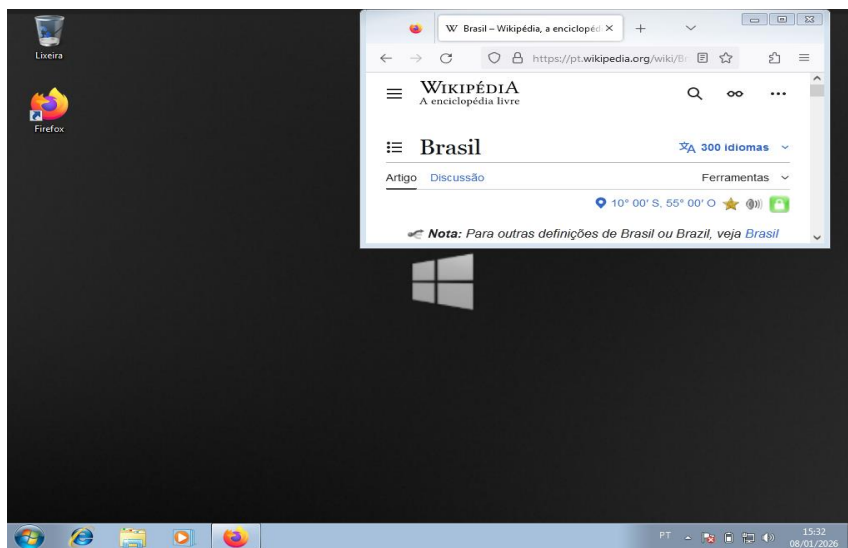 Lixeira
Firefox
W Brasil – Wikipédia, a enciclopéd
https://pt.wikipedia.org/wiki/Br
WIKIPÉDIA
A enciclopédia livre
Brasil
300 idiomas
Artigo Discussão Ferramentas
10° 00' S, 55° 00' O
Nota: Para outras definições de Brasil ou Brazil, veja Brasil
PT 15:32
08/01/2026